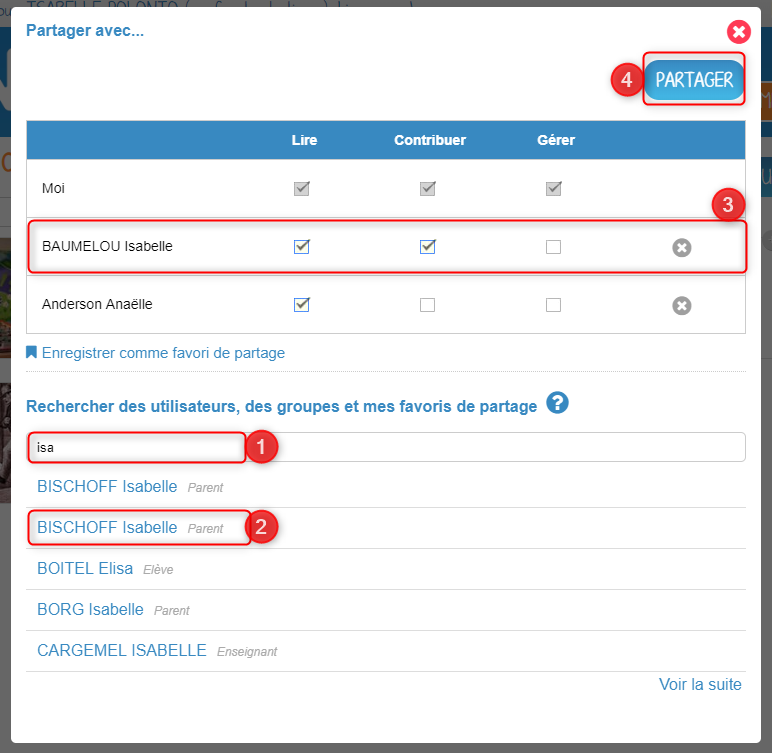 Partager avec...
4
PARTAGER
Lire Contribuer Gérer
Moi
3
BAUMELOU Isabelle
Anderson Anaëlle
Enregistrer comme favori de partage
Rechercher des utilisateurs, des groupes et mes favoris de partage ?
isa 1
BISCHOFF Isabelle Parent
BISCHOFF Isabelle Parent 2
BOITEL Elisa Elève
BORG Isabelle Parent
CARGEMEL ISABELLE Enseignant
Voir la suite